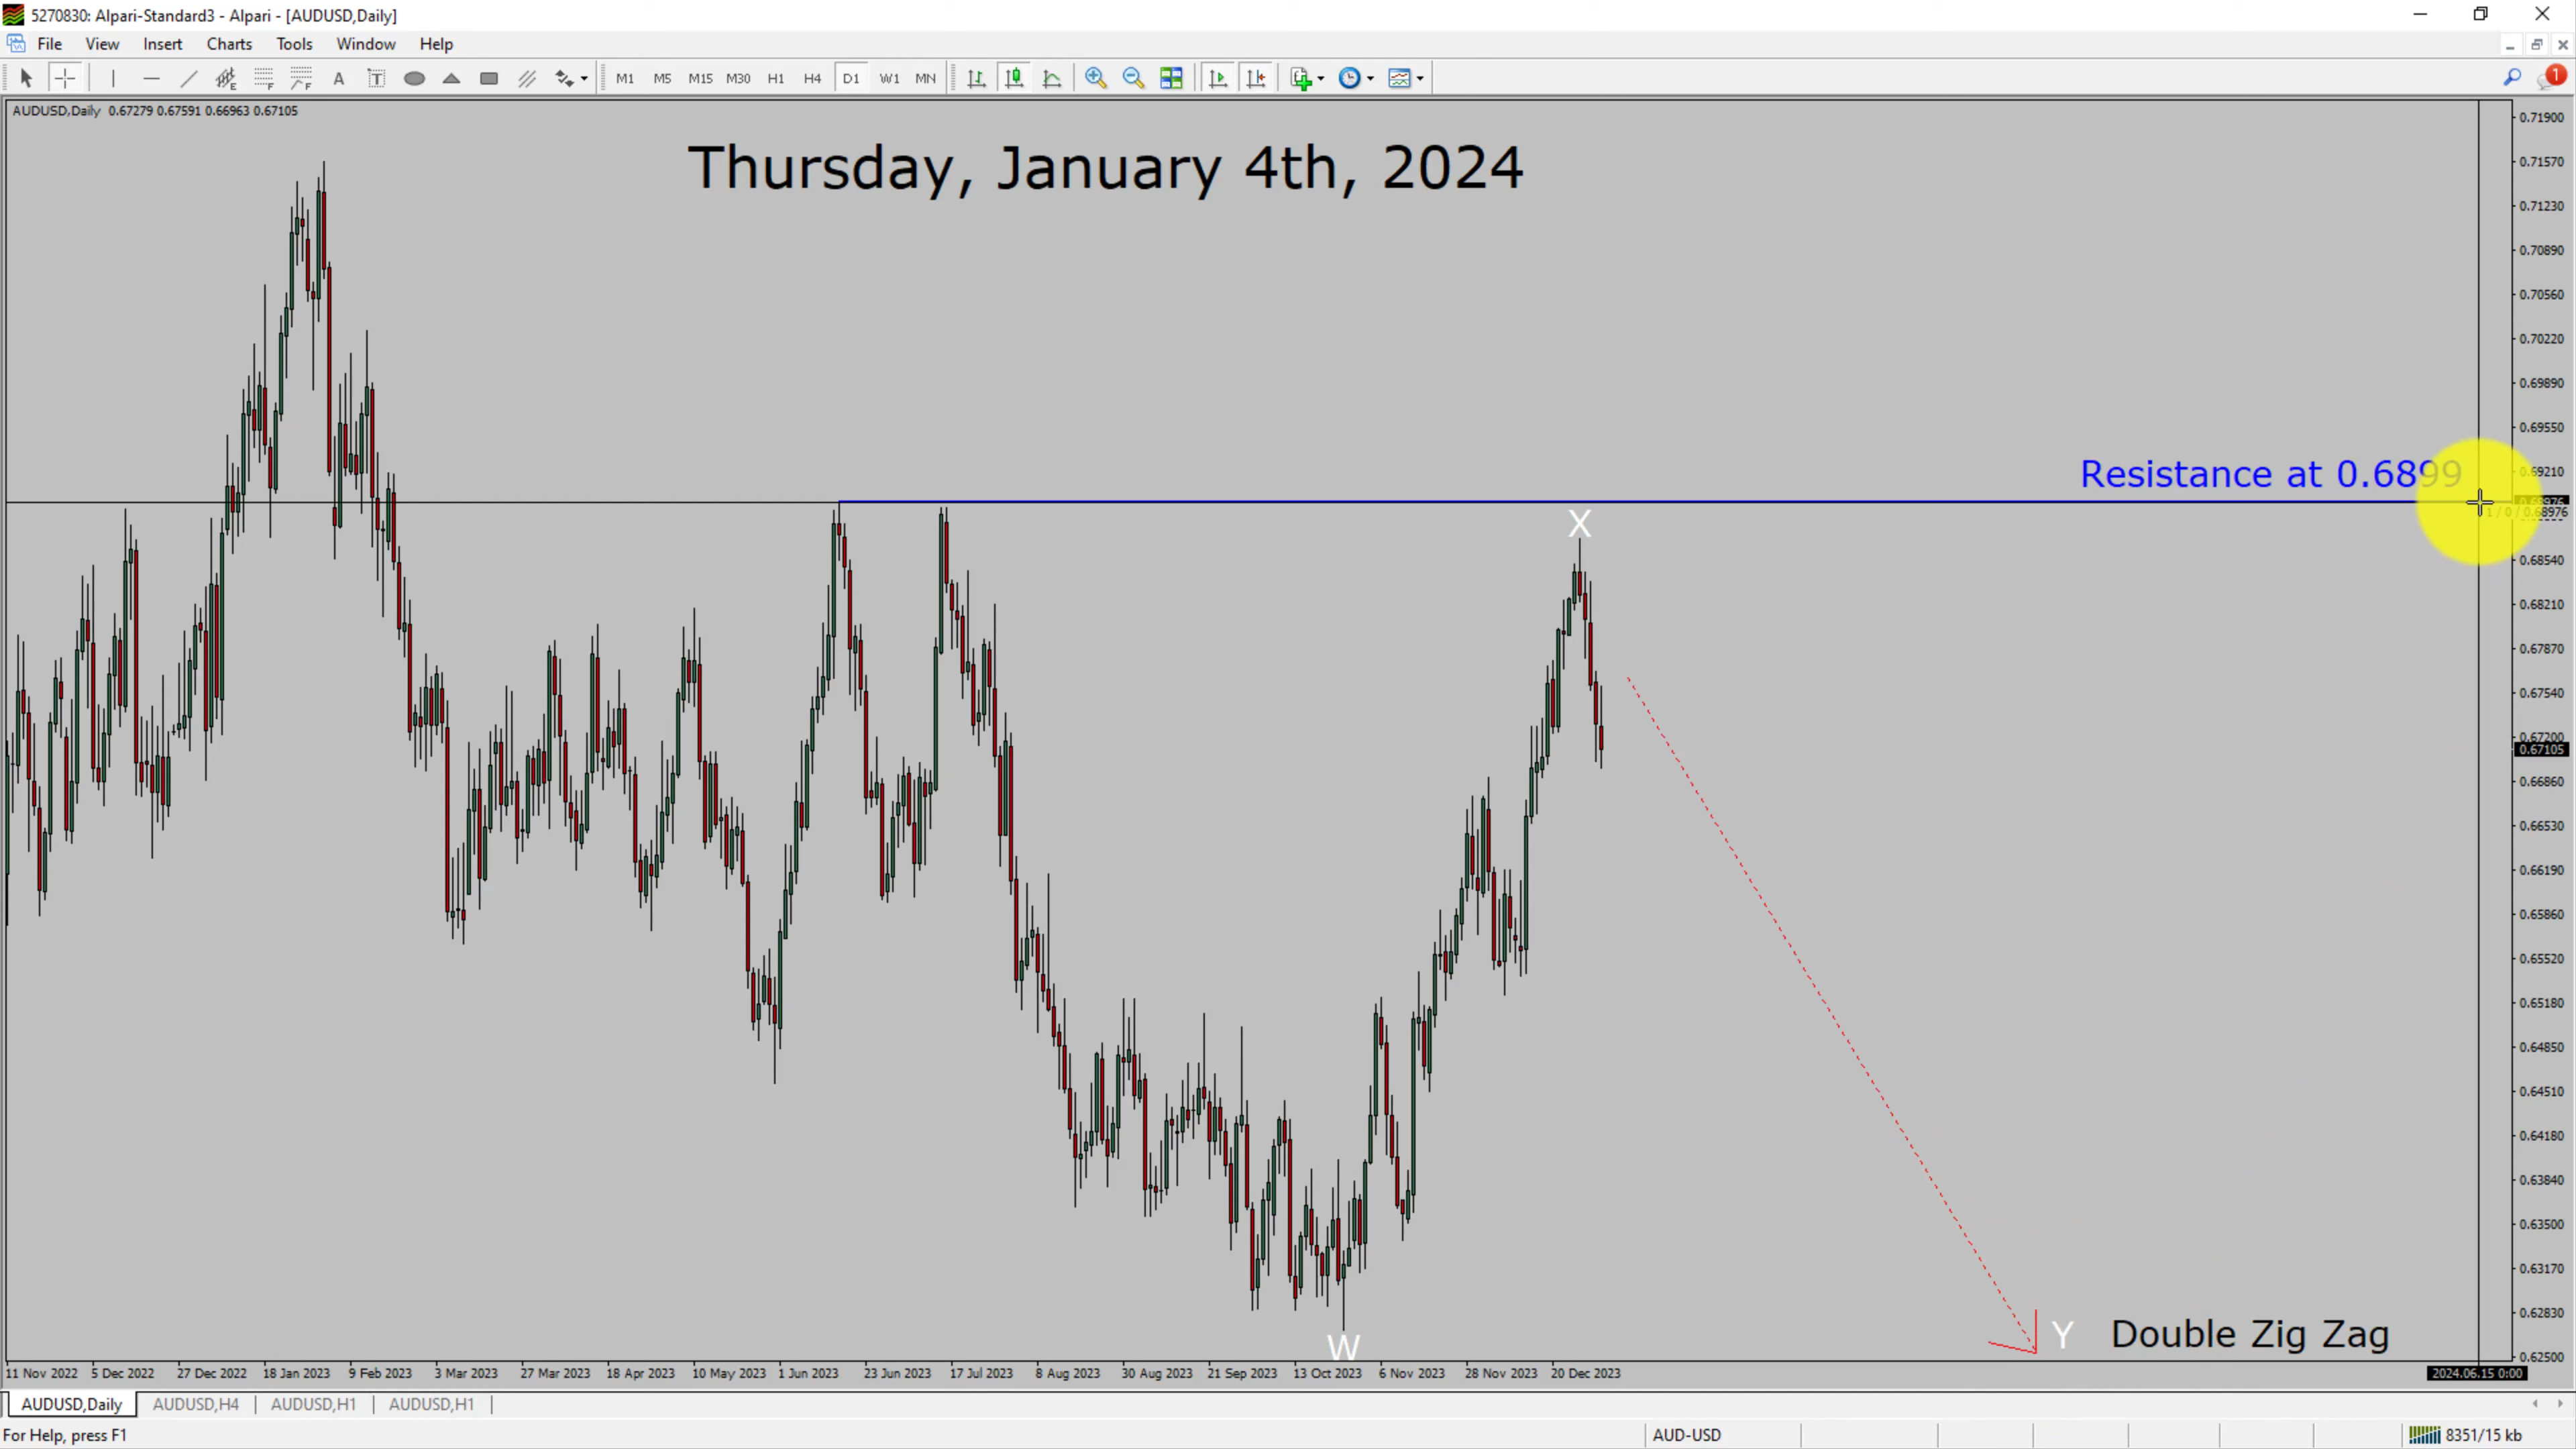 5270830: Alpari-Standard3 - Alpari - [AUDUSD,Daily]
File View Insert Charts Tools Window Help
A T M1 M5 M15 M30 H1 H4 D1 W1 MN 1
AUDUSD,Daily 0.67279 0.67591 0.66963 0.67105
Thursday, January 4th, 2024
0.71900
0.71570
0.71230
0.70890
0.70560
0.70220
0.69890
0.69550
0.69210
Resistance at 0.6899
1 / 0 / 0.68976
X
0.68540
0.68210
0.67870
0.67540
0.67200
0.67105
0.66860
0.66530
0.66190
0.65860
0.65520
0.65180
0.64850
0.64510
0.64180
0.63840
0.63500
0.63170
0.62830
W
Y Double Zig Zag
0.62500
11 Nov 2022 5 Dec 2022 27 Dec 2022 18 Jan 2023 9 Feb 2023 3 Mar 2023 27 Mar 2023 18 Apr 2023 10 May 2023 1 Jun 2023 23 Jun 2023 17 Jul 2023 8 Aug 2023 30 Aug 2023 21 Sep 2023 13 Oct 2023 6 Nov 2023 28 Nov 2023 20 Dec 2023 2024.06.15 0:00
AUDUSD,Daily AUDUSD,H4 AUDUSD,H1 AUDUSD,H1
For Help, press F1 AUD-USD 8351/15 kb